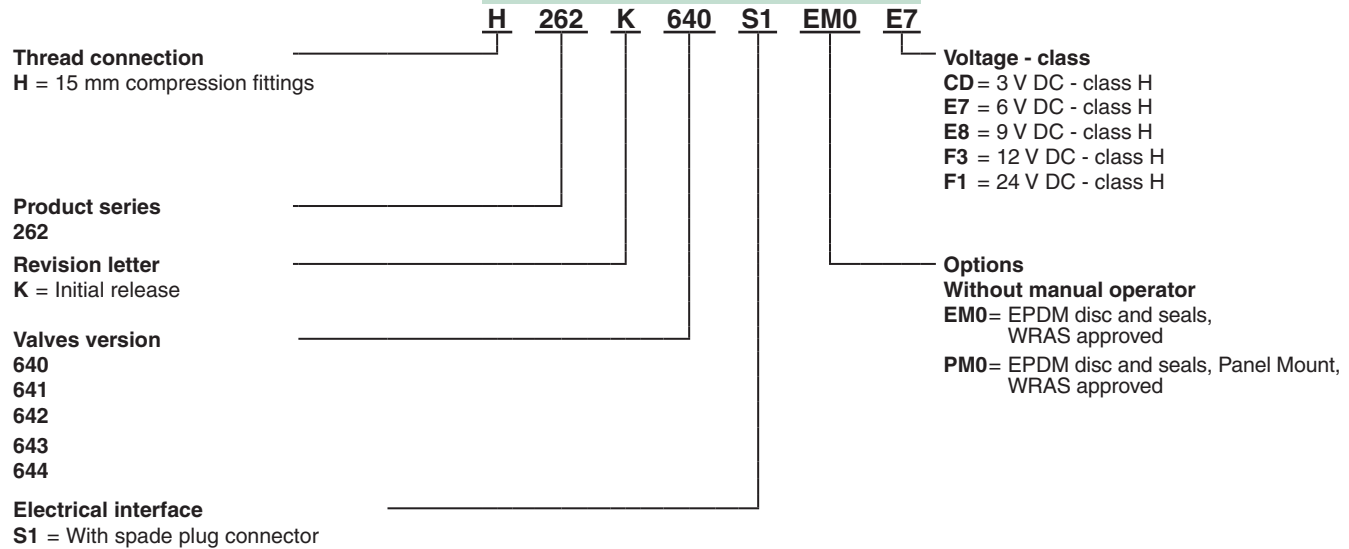 H 262 K 640 S1 EM0 E7
Thread connection
H = 15 mm compression fittings
Product series
262
Revision letter
K = Initial release
Valves version
640
641
642
643
644
Electrical interface
S1 = With spade plug connector
Voltage - class
CD = 3 V DC - class H
E7 = 6 V DC - class H
E8 = 9 V DC - class H
F3 = 12 V DC - class H
F1 = 24 V DC - class H
Options
Without manual operator
EM0= EPDM disc and seals,
WRAS approved
PM0= EPDM disc and seals, Panel Mount,
WRAS approved